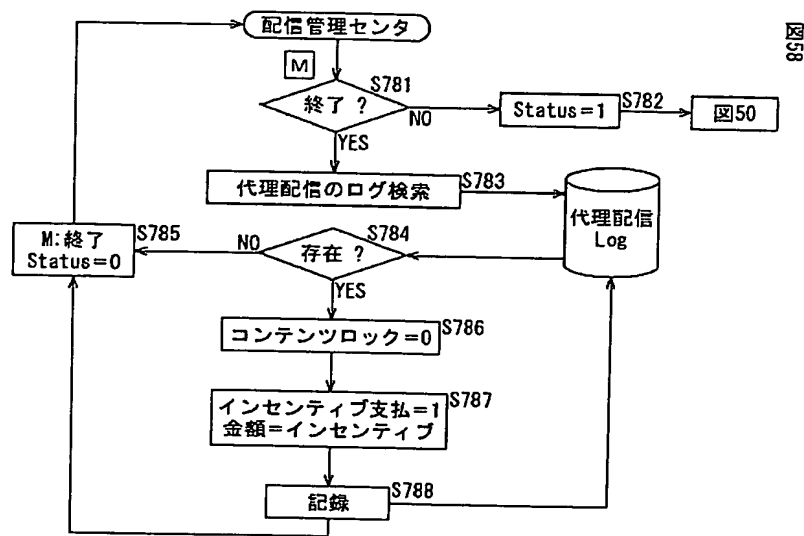 図58
配信管理センタ
M
S781
終了 ?
NO
YES
Status=1
S782
図50
代理配信のログ検索
S783
代理配信
Log
S784
存在 ?
NO
YES
S785
M:終了
Status=0
コンテンツロック=0
S786
インセンティブ支払=1
金額=インセンティブ
S787
記録
S788